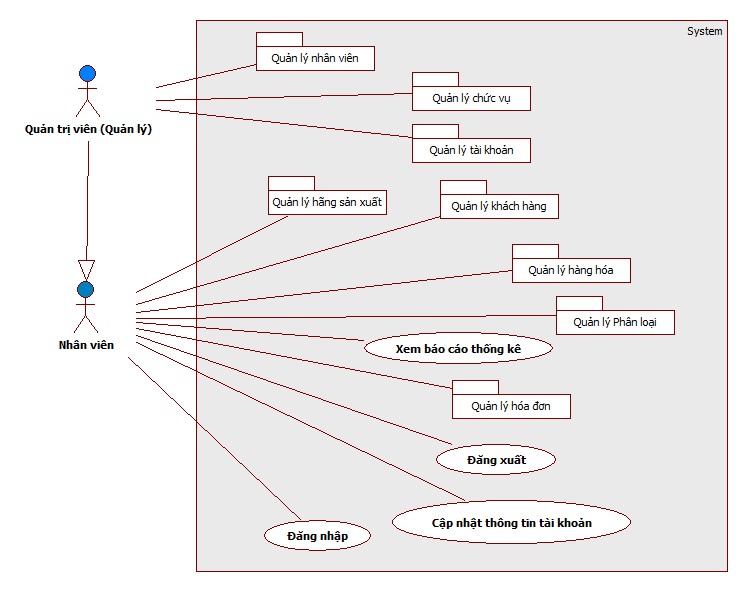 System
Quản lý nhân viên
Quản trị viên (Quản lý)
Quản lý chức vụ
Quản lý tài khoản
Quản lý hãng sản xuất
Quản lý khách hàng
Quản lý hàng hóa
Quản lý Phân loại
Nhân viên
Xem báo cáo thống kê
Quản lý hóa đơn
Đăng xuất
Cập nhật thông tin tài khoản
Đăng nhập